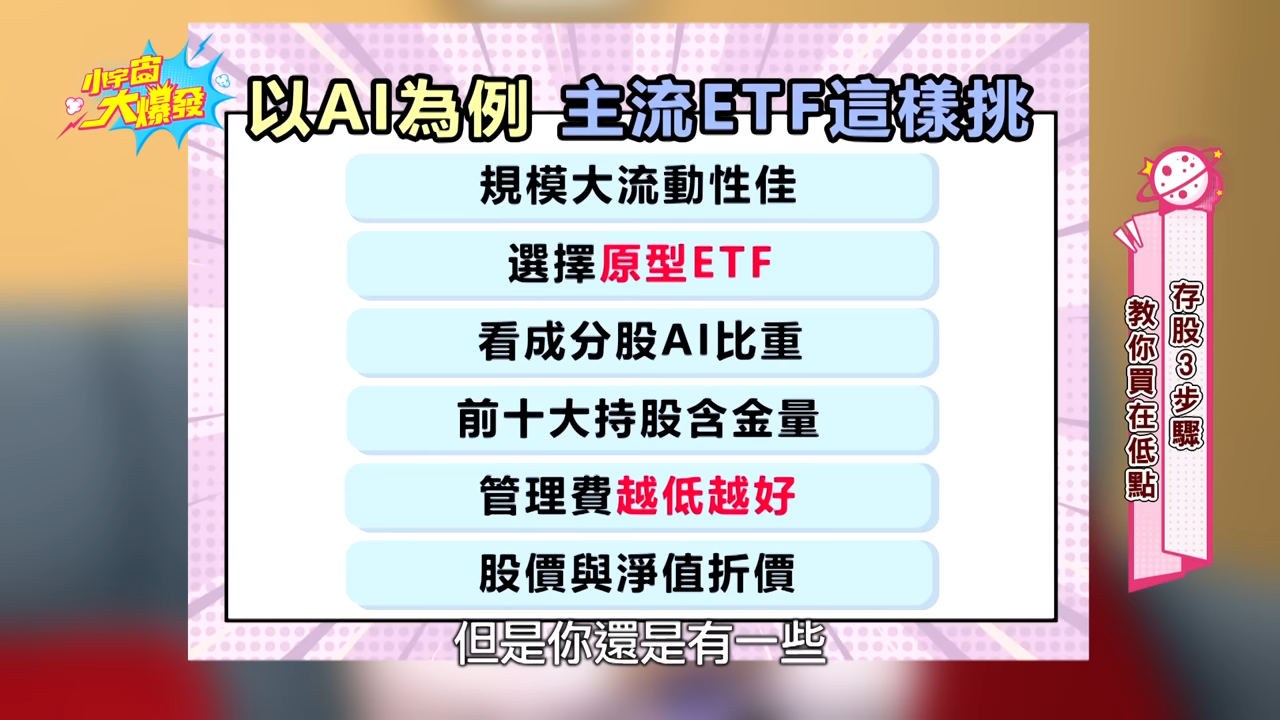 小宇宙
大爆發
以AI為例 主流ETF這樣挑
規模大流動性佳
選擇原型ETF
看成分股AI比重
前十大持股含金量
管理費越低越好
股價與淨值折價
存股3步驟
教你買在低點
但是你還是有一些